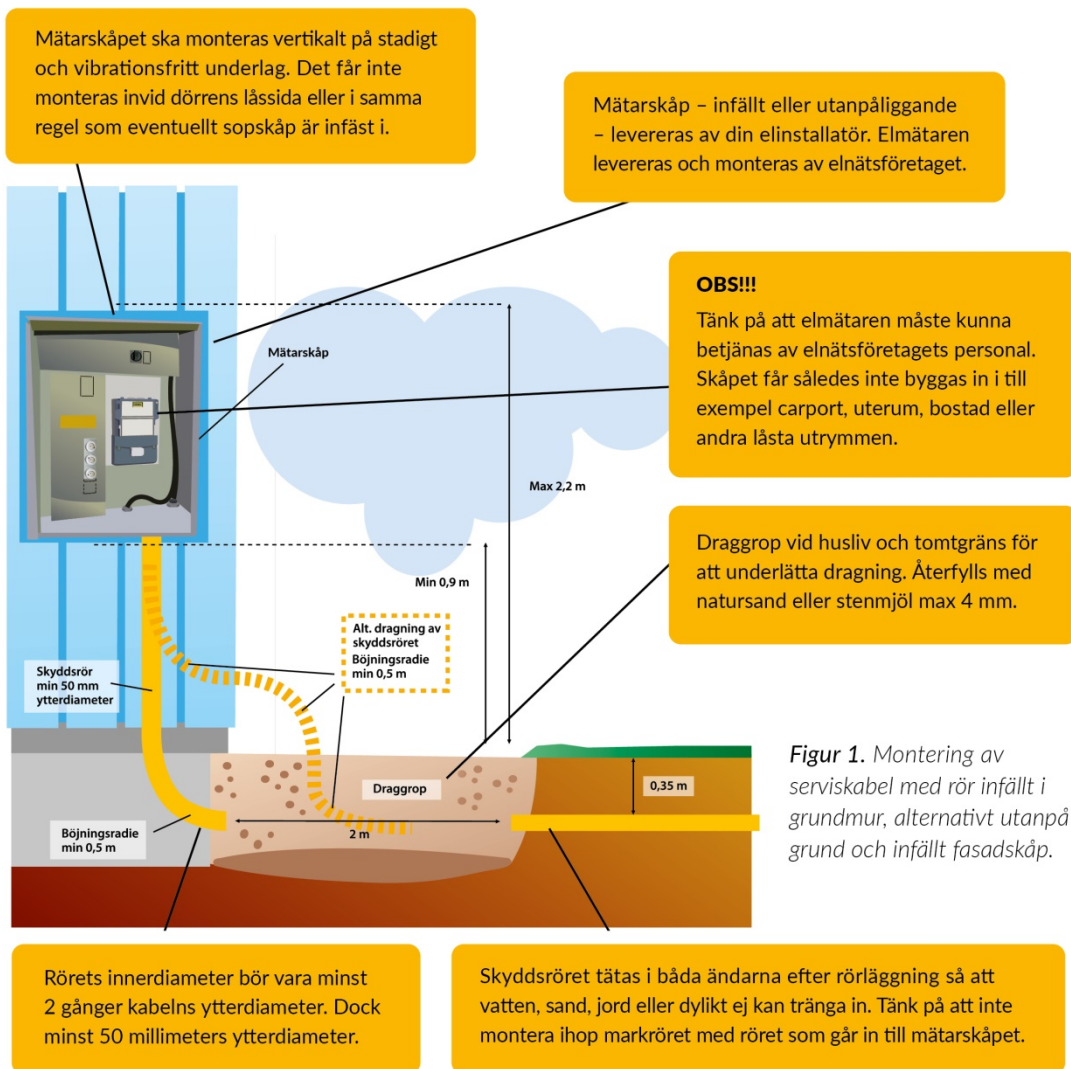 Mätarskåpet ska monteras vertikalt på stadigt
och vibrationsfritt underlag. Det får inte
monteras invid dörrens låssida eller i samma
regel som eventuellt sopskåp är infäst i.
Mätarskåp – infällt eller utanpåliggande
– levereras av din elinstallatör. Elmätaren
levereras och monteras av elnätsföretaget.
OBS!!!
Tänk på att elmätaren måste kunna
betjänas av elnätsföretagets personal.
Skåpet får således inte byggas in i till
exempel carport, uterum, bostad eller
andra låsta utrymmen.
Mätarskåp
Max 2,2 m
Draggrop vid husliv och tomtgräns för
att underlätta dragning. Återfylls med
natursand eller stenmjöl max 4 mm.
Min 0,9 m
Alt. dragning av
skyddsröret
Böjningsradie
min 0,5 m
Skyddsrör
min 50 mm
ytterdiameter
Draggrop
0,35 m
2 m
Böjningsradie
min 0,5 m
Figur 1. Montering av
serviskabel med rör infällt i
grundmur, alternativt utanpå
grund och infällt fasadskåp.
Rörets innerdiameter bör vara minst
2 gånger kabelns ytterdiameter. Dock
minst 50 millimeters ytterdiameter.
Skyddsröret tätas i båda ändarna efter rörläggning så att
vatten, sand, jord eller dylikt ej kan tränga in. Tänk på att inte
montera ihop markröret med röret som går in till mätarskåpet.